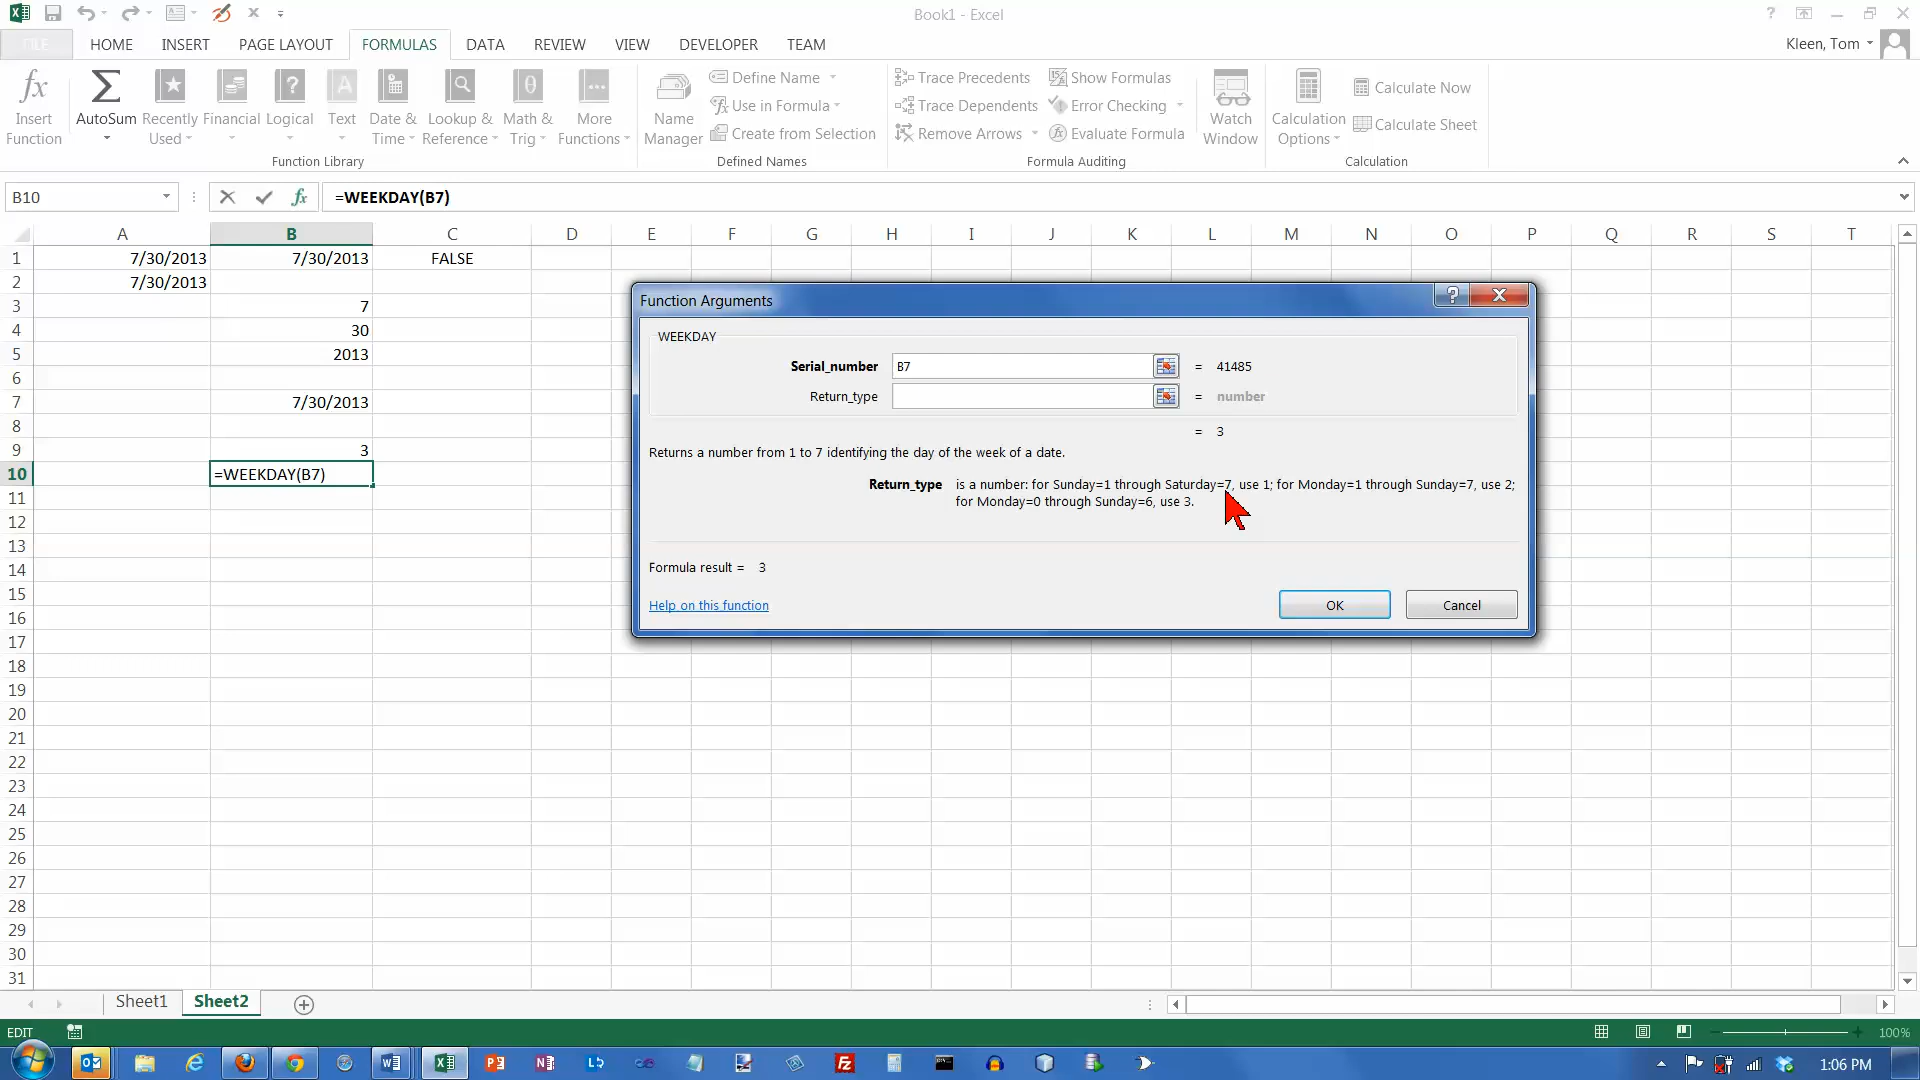 Book1 - Excel
FILE HOME INSERT PAGE LAYOUT FORMULAS DATA REVIEW VIEW DEVELOPER TEAM
Kleen, Tom
Insert Function
AutoSum
Recently Used
Financial
Logical
Text
Date & Time
Lookup & Reference
Math & Trig
More Functions
Function Library
Name Manager
Define Name
Use in Formula
Create from Selection
Defined Names
Trace Precedents
Trace Dependents
Remove Arrows
Show Formulas
Error Checking
Evaluate Formula
Formula Auditing
Watch Window
Calculation Options
Calculate Now
Calculate Sheet
Calculation
B10
fx
=WEEKDAY(B7)
A B C D E F G H I J K L M N O P Q R S T
1 7/30/2013 7/30/2013 FALSE
2 7/30/2013
3 7
4 30
5 2013
6
7 7/30/2013
8
9 3
10 =WEEKDAY(B7)
11
12
13
14
15
16
17
18
19
20
21
22
23
24
25
26
27
28
29
30
31
Function Arguments
WEEKDAY
Serial_number B7 = 41485
Return_type = number
= 3
Returns a number from 1 to 7 identifying the day of the week of a date.
Return_type is a number: for Sunday=1 through Saturday=7, use 1; for Monday=1 through Sunday=7, use 2;
for Monday=0 through Sunday=6, use 3.
Formula result = 3
Help on this function
OK
Cancel
Sheet1 Sheet2
EDIT
100%
1:06 PM